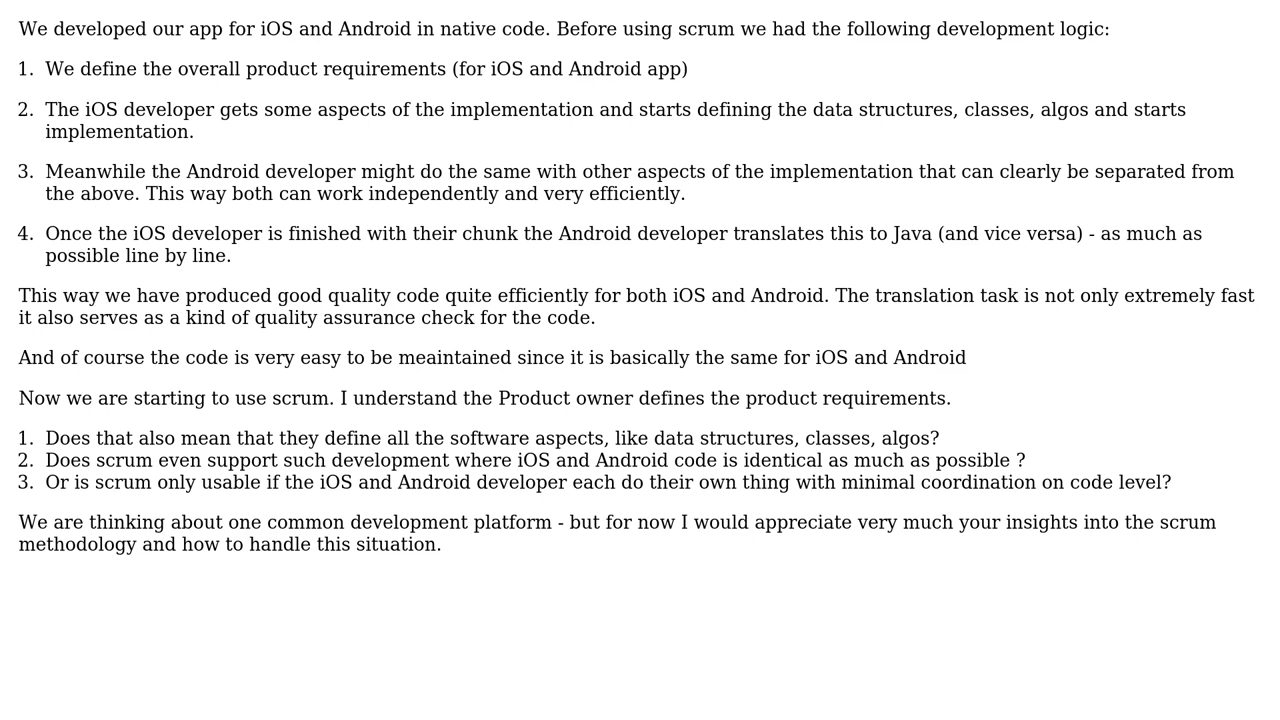 We developed our app for iOS and Android in native code. Before using scrum we had the following development logic:
1. We define the overall product requirements (for iOS and Android app)
2. The iOS developer gets some aspects of the implementation and starts defining the data structures, classes, algos and starts
implementation.
3. Meanwhile the Android developer might do the same with other aspects of the implementation that can clearly be separated from
the above. This way both can work independently and very efficiently.
4. Once the iOS developer is finished with their chunk the Android developer translates this to Java (and vice versa) - as much as
possible line by line.
This way we have produced good quality code quite efficiently for both iOS and Android. The translation task is not only extremely fast
it also serves as a kind of quality assurance check for the code.
And of course the code is very easy to be meaintained since it is basically the same for iOS and Android
Now we are starting to use scrum. I understand the Product owner defines the product requirements.
1. Does that also mean that they define all the software aspects, like data structures, classes, algos?
2. Does scrum even support such development where iOS and Android code is identical as much as possible ?
3. Or is scrum only usable if the iOS and Android developer each do their own thing with minimal coordination on code level?
We are thinking about one common development platform - but for now I would appreciate very much your insights into the scrum
methodology and how to handle this situation.